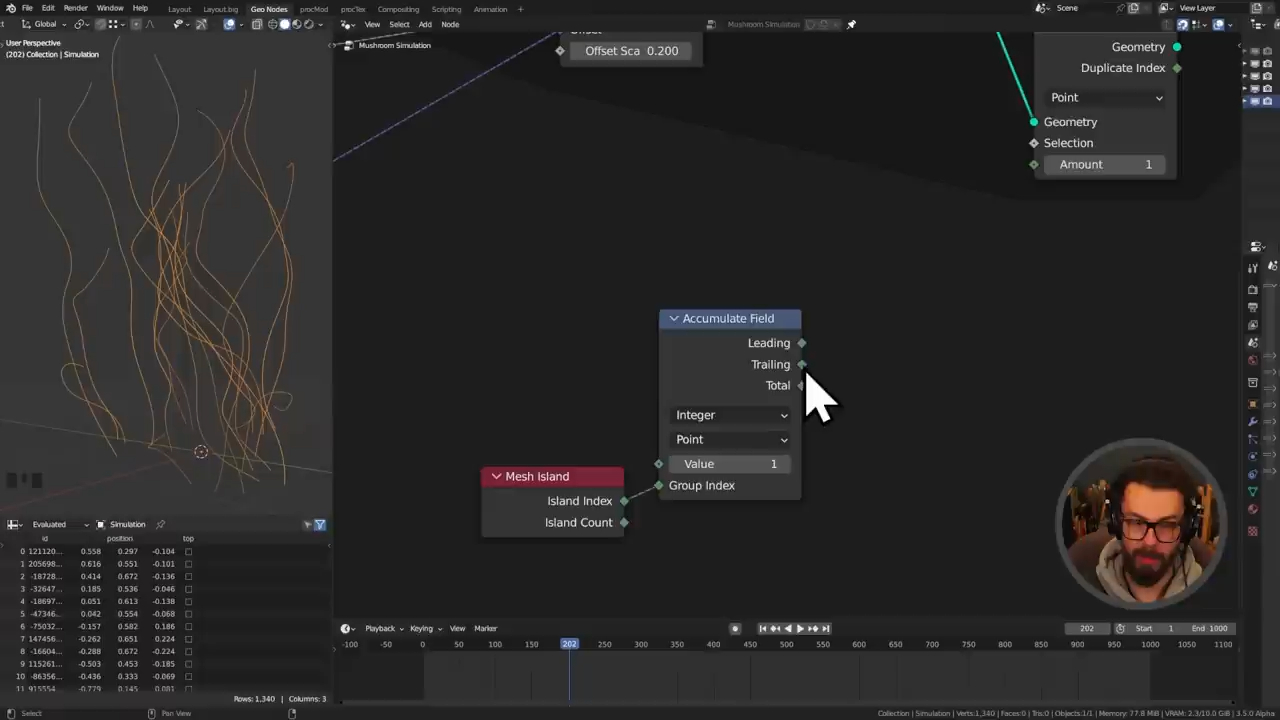 File Edit Render Window Help Layout Layout.bg Geo Nodes procMod procTex Compositing Scripting Animation Scene View Layer
Global View Select Add Node Mushroom Simulation
User Perspective
(202) Collection | Simulation
Mushroom Simulation
Offset Sca 0.200
Geometry
Duplicate Index
Point
Geometry
Selection
Amount 1
Accumulate Field
Leading
Trailing
Total
Integer
Point
Value 1
Group Index
Mesh Island
Island Index
Island Count
Evaluated Simulation
id position top
0 121120... 0.558 0.297 -0.104
1 205698... 0.616 0.551 -0.101
2 -18728... 0.414 0.672 -0.136
3 -32647... 0.185 0.536 -0.046
4 -18697... 0.051 0.613 -0.138
5 -47346... 0.042 0.554 -0.068
6 -75032... -0.157 0.582 0.186
7 147456... -0.262 0.651 0.224
8 -16604... -0.288 0.672 -0.224
9 115261... -0.503 0.453 -0.185
10 -86356... -0.436 0.333 -0.069
11 915554... -0.779 0.145 0.081
Rows: 1,340 | Columns: 3
Playback Keying View Marker 202 Start 1 End 1000
-100 -50 0 50 100 150 202 250 300 350 400 450 500 550 600 650 700 750 800 850 900 950 1000 1050 1100
Select Pan View Collection | Simulation | Verts:1,340 | Faces:0 | Tris:0 | Objects:1/1 | Memory: 77.8 MiB | VRAM: 2.3/10.0 GiB | 3.5.0 Alpha